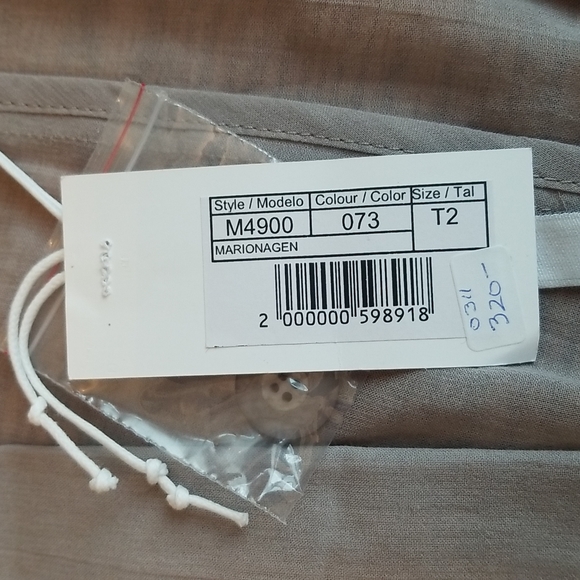 Style / Modelo Colour / Color Size / Tal
M4900 073 T2
MARIONAGEN
2 000000 598918
0311
320-